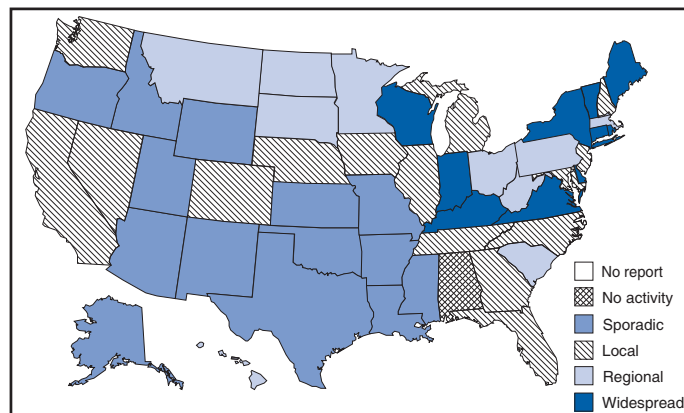 No report
No activity
Sporadic
Local
Regional
Widespread